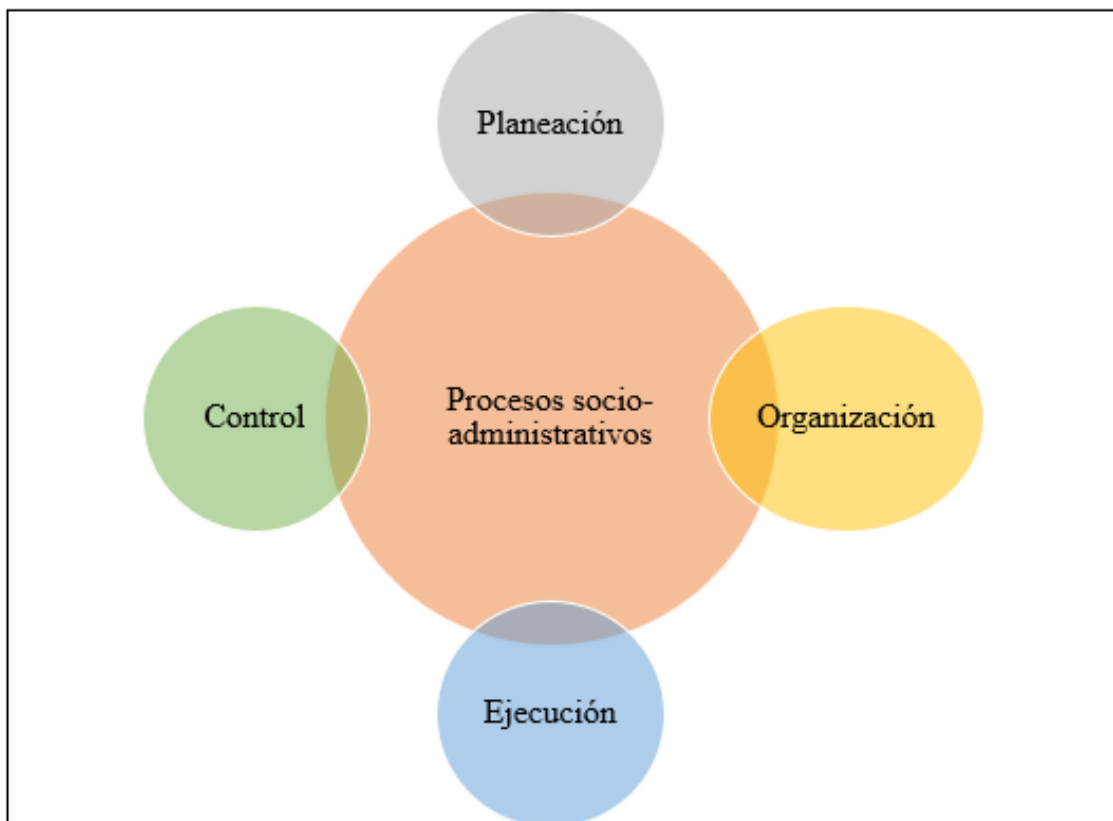 Planeación
Control
Procesos socio-
administrativos
Organización
Ejecución